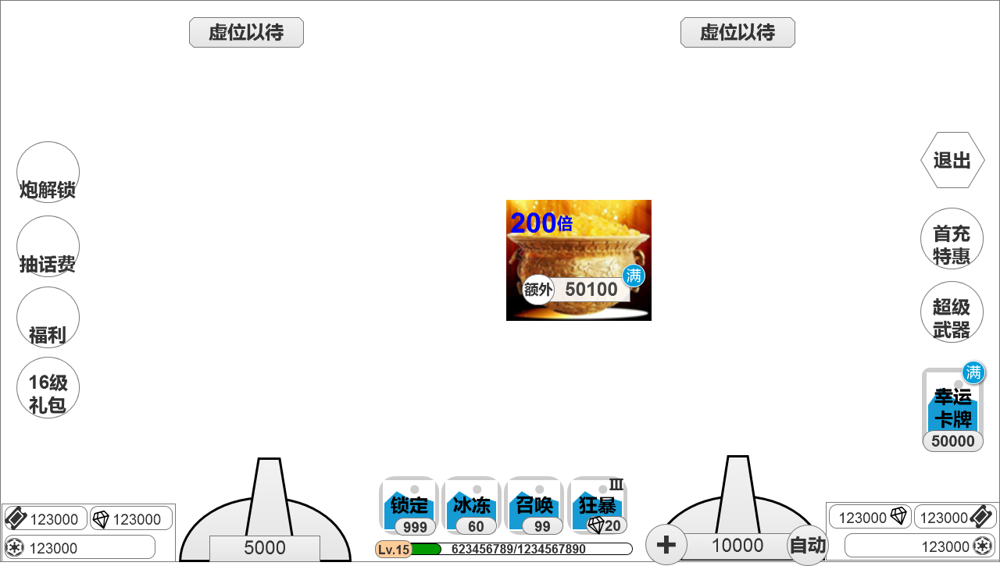 虚位以待
虚位以待
炮解锁
抽话费
福利
16级
礼包
退出
首充
特惠
超级
武器
200倍
满
额外 50100
满
幸运
卡牌
50000
锁定
999
冰冻
60
召唤
99
Ⅲ
狂暴
20
Lv.15 623456789/1234567890
123000 123000
123000
5000
+ 10000 自动
123000 123000
123000